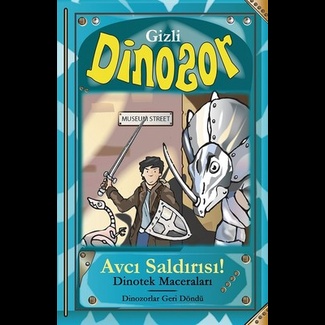 Gizli
Dinozor
MUSEUM STREET
Avcı Saldırısı!
Dinotek Maceraları
Dinozorlar Geri Döndü